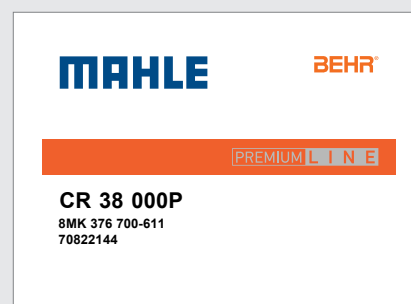 MAHLE
BEHR®
PREMIUM LINE
CR 38 000P
8MK 376 700-611
70822144